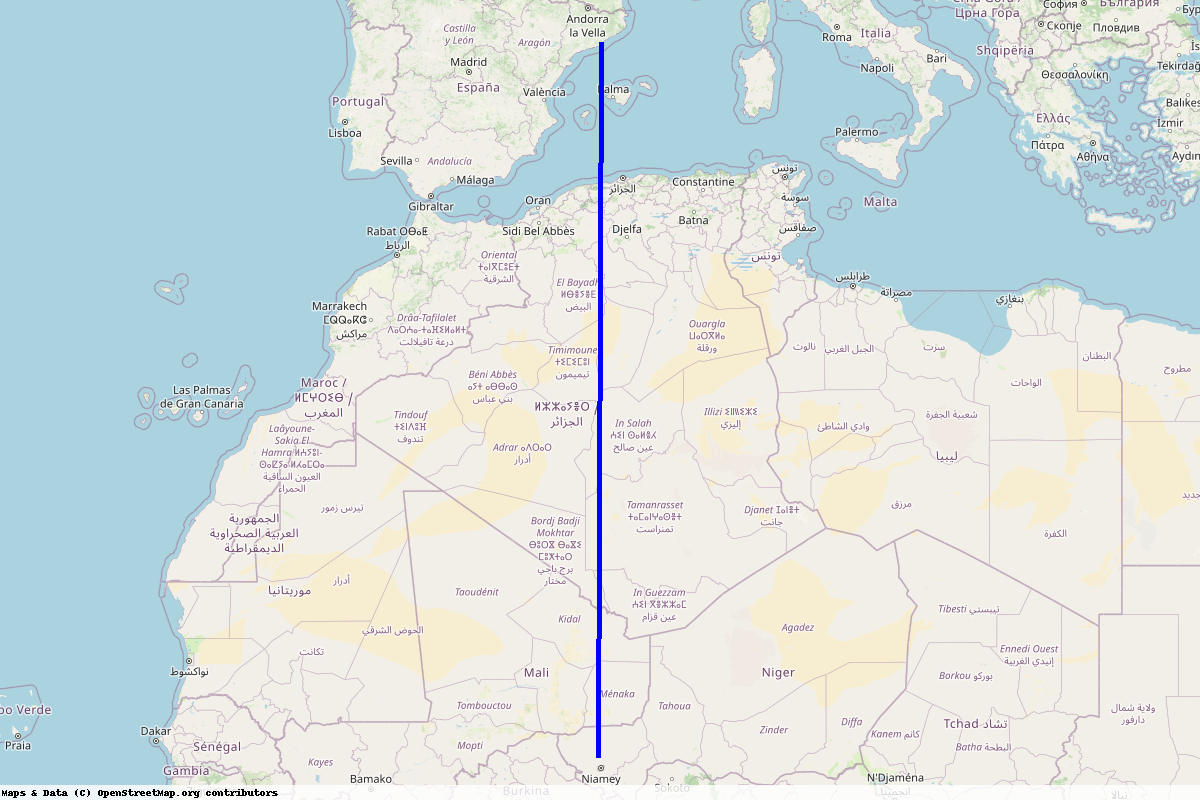 Andorra
la Vella
Castilla
y León
Aragón
Roma
Italia
Црна Гора
София
България
Скопје
Пловдив
Shqipëria
Napoli
Bari
Θεσσαλονίκη
Tekirdağ
Madrid
España
València
Palma
Portugal
Lisboa
Ελλάς
Balıkes
İzmir
Πάτρα
Αθήνα
Aydın
Palermo
Sevilla
Andalucía
Málaga
Gibraltar
Constantine
الجزائر
تونس
سوسة
Malta
Oran
Batna
صفاقس
Sidi Bel Abbès
Djelfa
Rabat ⵔⴱⴰⵟ
الرباط
Oriental
الشرقية
تونس
El Bayadh
البيض
طرابلس
مصراتة
بنغازي
Marrakech
مراكش
Drâa-Tafilalet
درعة تافيلالت
Ouargla
ورقلة
نالوت
الجبل الغربي
سرت
البطنان
مطروح
Timimoune
تيميمون
Béni Abbès
بني عباس
Maroc /
المغرب
Las Palmas
de Gran Canaria
الواحات
Tindouf
تندوف
الجزائر
In Salah
عين صالح
Illizi ⵉⵍⵍⵉⵣⵉ
إليزي
وادي الشاطئ
شعبية الجفرة
ليبيا
Laâyoune-
Sakia El
Hamra
العيون الساقية
الحمراء
Adrar ⴰⴷⵔⴰⵔ
أدرار
تيرس زمور
Tamanrasset
تمنراست
Djanet
جانت
مرزق
الكفرة
الجمهورية
العربية الصحراوية
الديمقراطية
Bordj Badji
Mokhtar
برج باجي
مختار
أدرار
موريتانيا
Taoudénit
In Guezzam
عين قزام
Kidal
Agadez
Tibesti تيبستي
الحوض الشرقي
تكانت
نواكشوط
Mali
Niger
Ennedi Ouest
إنيدي الغربية
Borkou بوركو
Ménaka
Tahoua
Tombouctou
Zinder
Diffa
Tchad تشاد
ولاية شمال
دارفور
bo Verde
Praia
Dakar
Sénégal
Mopti
Kanem كانم
Batha البطحة
Gambia
Kayes
Bamako
Niamey
Sokoto
N'Djaména
انجمينا
Burkina
Maps & Data (C) OpenStreetMap.org contributors